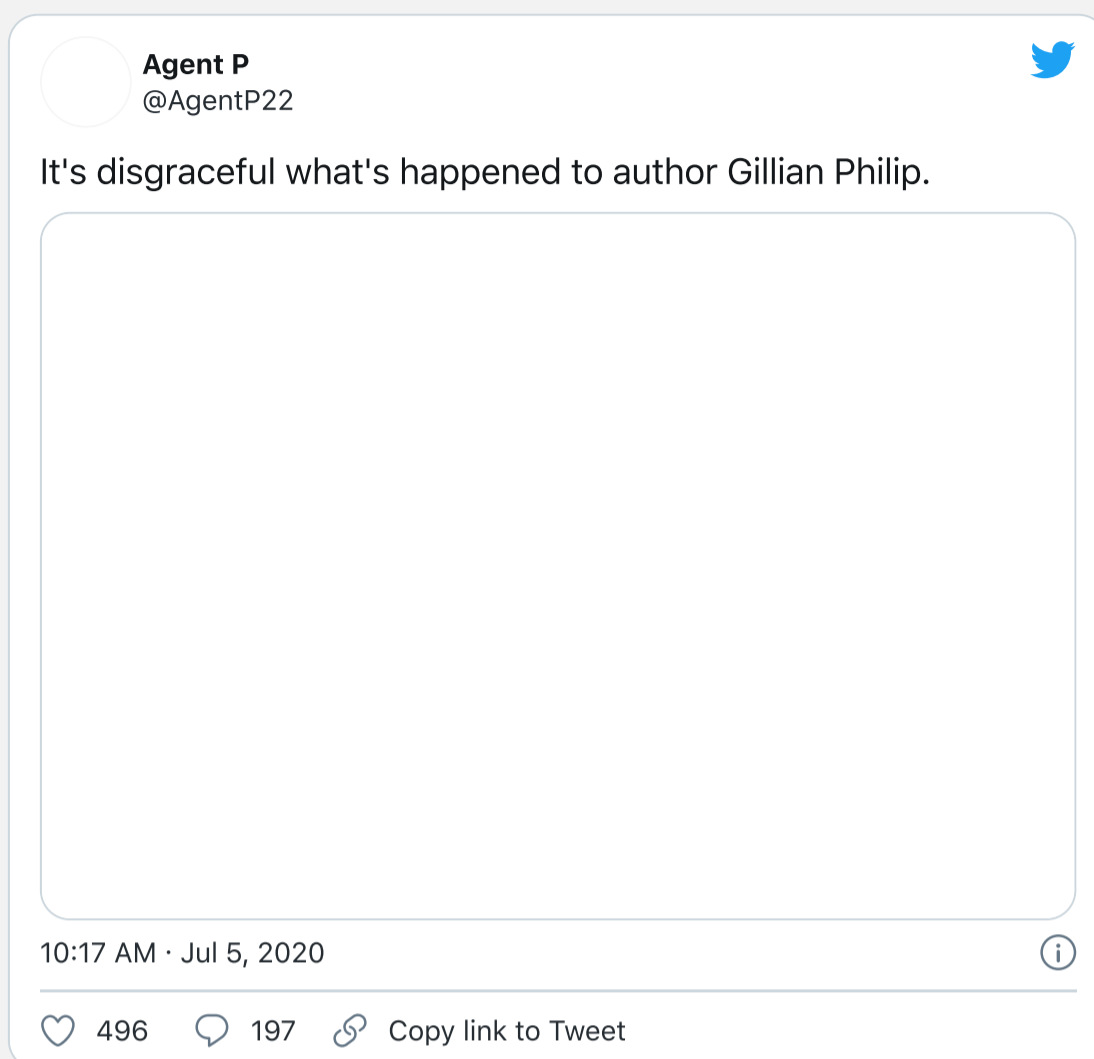 Agent P
@AgentP22
It's disgraceful what's happened to author Gillian Philip.
10:17 AM · Jul 5, 2020
496 197 Copy link to Tweet